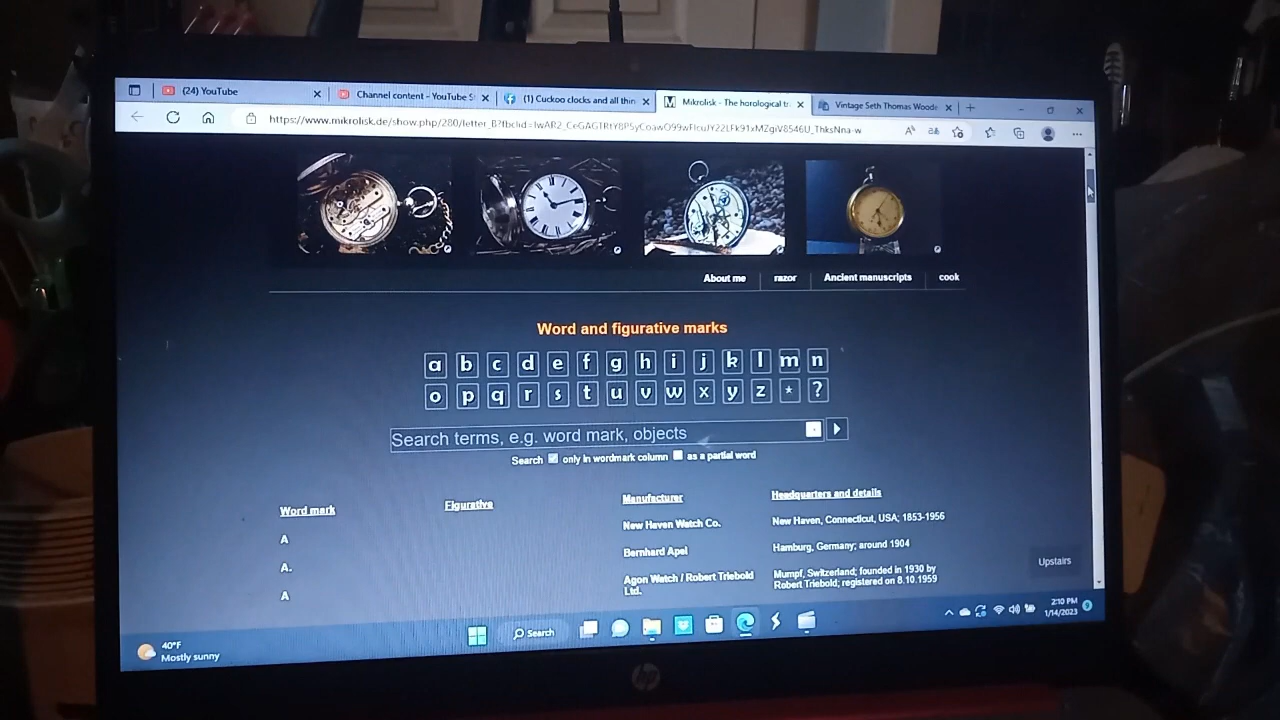 (24) YouTube
Channel content - YouTube S
(1) Cuckoo clocks and all thin
Mikrolisk - The horological tr
Vintage Seth Thomas Woode
About me
razor
Ancient manuscripts
cook
Word and figurative marks
a b c d e f g h i j k l m n
o p q r s t u v w x y z * ?
Search terms, e.g. word mark, objects
Search only in wordmark column as a partial word
Word mark Figurative Manufacturer Headquarters and details
A New Haven Watch Co. New Haven, Connecticut, USA; 1853-1956
A. Bernhard Apel Hamburg, Germany; around 1904
A Agon Watch / Robert Triebold Ltd. Mumpf, Switzerland; founded in 1930 by Robert Triebold; registered on 8.10.1959
Upstairs
40°F
Mostly sunny
Search
2:10 PM
1/14/2023
hp